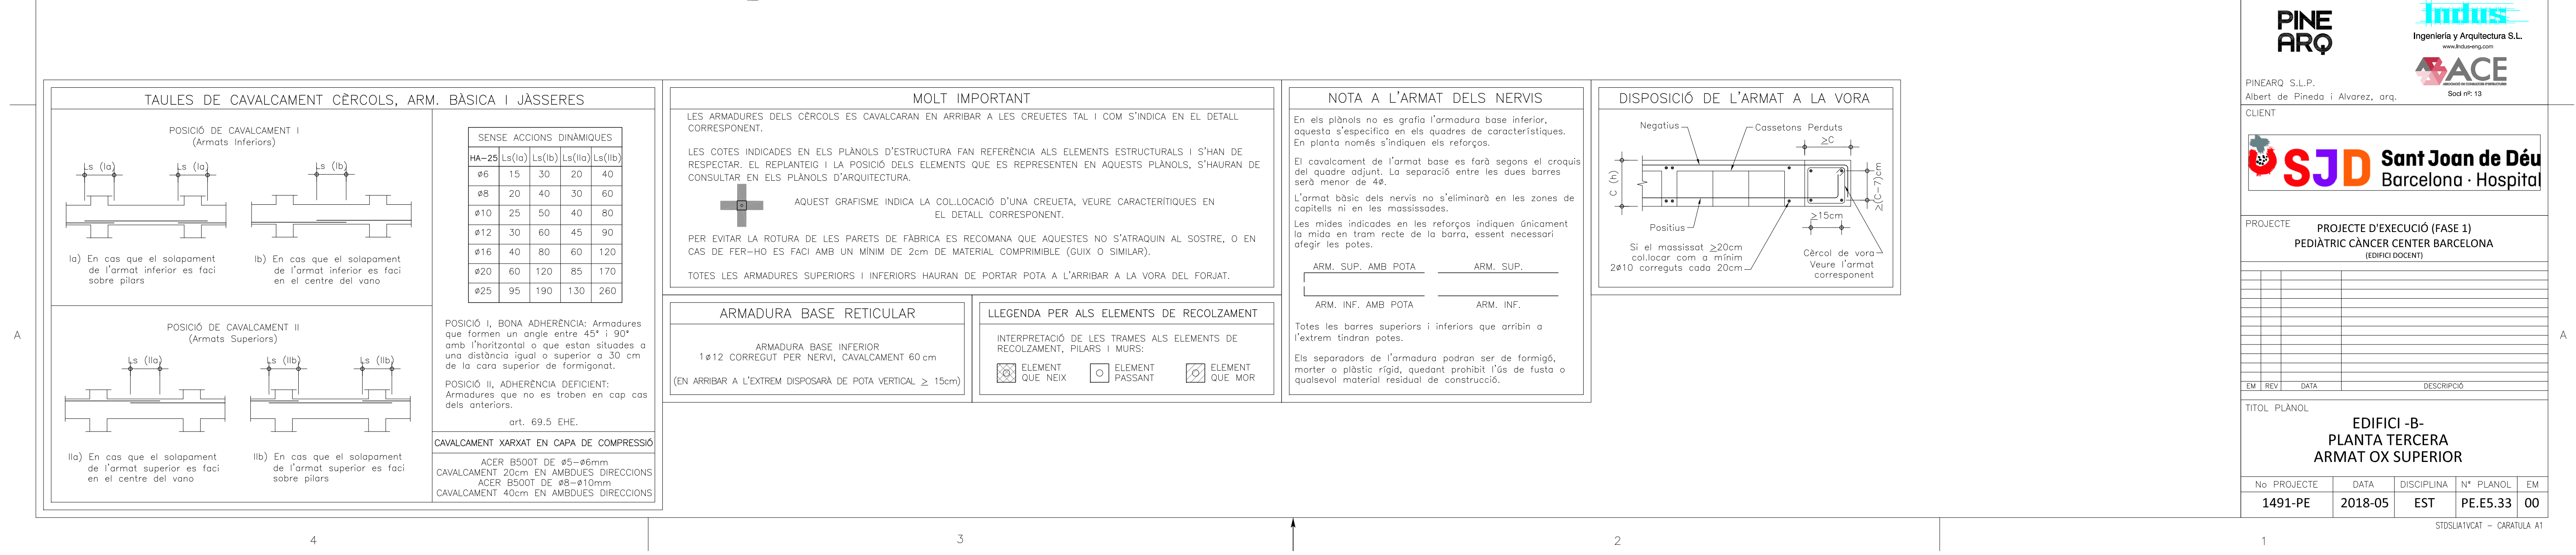 TAULES DE CAVALCAMENT CÈRCOLS, ARM. BÀSICA I JÀSSERES
POSICIÓ DE CAVALCAMENT I
(Armats Inferiors)
Ls (Ia)
Ls (Ia)
Ls (Ib)
Ia) En cas que el solapament
de l'armat inferior es faci
sobre pilars
Ib) En cas que el solapament
de l'armat inferior es faci
en el centre del vano
POSICIÓ DE CAVALCAMENT II
(Armats Superiors)
Ls (IIa)
Ls (IIb)
Ls (IIb)
IIa) En cas que el solapament
de l'armat superior es faci
en el centre del vano
IIb) En cas que el solapament
de l'armat superior es faci
sobre pilars
SENSE ACCIONS DINÀMIQUES
HA-25 Ls(Ia) Ls(Ib) Ls(IIa) Ls(IIb)
ø6 15 30 20 40
ø8 20 40 30 60
ø10 25 50 40 80
ø12 30 60 45 90
ø16 40 80 60 120
ø20 60 120 85 170
ø25 95 190 130 260
POSICIÓ I, BONA ADHERÈNCIA: Armadures
que formen un angle entre 45° i 90°
amb l'horitzontal o que estan situades a
una distància igual o superior a 30 cm
de la cara superior de formigonat.
POSICIÓ II, ADHERÈNCIA DEFICIENT:
Armadures que no es troben en cap cas
dels anteriors.
art. 69.5 EHE.
CAVALCAMENT XARXAT EN CAPA DE COMPRESSIÓ
ACER B500T DE ø5-ø6mm
CAVALCAMENT 20cm EN AMBDUES DIRECCIONS
ACER B500T DE ø8-ø10mm
CAVALCAMENT 40cm EN AMBDUES DIRECCIONS
MOLT IMPORTANT
LES ARMADURES DELS CÈRCOLS ES CAVALCARAN EN ARRIBAR A LES CREUETES TAL I COM S'INDICA EN EL DETALL
CORRESPONENT.
LES COTES INDICADES EN ELS PLÀNOLS D'ESTRUCTURA FAN REFERÈNCIA ALS ELEMENTS ESTRUCTURALS I S'HAN DE
RESPECTAR. EL REPLANTEIG I LA POSICIÓ DELS ELEMENTS QUE ES REPRESENTEN EN AQUESTS PLÀNOLS, S'HAURAN DE
CONSULTAR EN ELS PLÀNOLS D'ARQUITECTURA.
AQUEST GRAFISME INDICA LA COL.LOCACIÓ D'UNA CREUETA, VEURE CARACTERÍTIQUES EN
EL DETALL CORRESPONENT.
PER EVITAR LA ROTURA DE LES PARETS DE FÀBRICA ES RECOMANA QUE AQUESTES NO S'ATRAQUIN AL SOSTRE, O EN
CAS DE FER-HO ES FACI AMB UN MÍNIM DE 2cm DE MATERIAL COMPRIMIBLE (GUIX O SIMILAR).
TOTES LES ARMADURES SUPERIORS I INFERIORS HAURAN DE PORTAR POTA A L'ARRIBAR A LA VORA DEL FORJAT.
ARMADURA BASE RETICULAR
ARMADURA BASE INFERIOR
1ø12 CORREGUT PER NERVI, CAVALCAMENT 60 cm
(EN ARRIBAR A L'EXTREM DISPOSARÀ DE POTA VERTICAL ≥ 15cm)
LLEGENDA PER ALS ELEMENTS DE RECOLZAMENT
INTERPRETACIÓ DE LES TRAMES ALS ELEMENTS DE
RECOLZAMENT, PILARS I MURS:
ELEMENT
QUE NEIX
ELEMENT
PASSANT
ELEMENT
QUE MOR
NOTA A L'ARMAT DELS NERVIS
En els plànols no es grafia l'armadura base inferior,
aquesta s'especifica en els quadres de característiques.
En planta només s'indiquen els reforços.
El cavalcament de l'armat base es farà segons el croquis
del quadre adjunt. La separació entre les dues barres
serà menor de 4ø.
L'armat bàsic dels nervis no s'eliminarà en les zones de
capitells ni en les massissades.
Les mides indicades en les reforços indiquen únicament
la mida en tram recte de la barra, essent necessari
afegir les potes.
ARM. SUP. AMB POTA
ARM. SUP.
ARM. INF. AMB POTA
ARM. INF.
Totes les barres superiors i inferiors que arribin a
l'extrem tindran potes.
Els separadors de l'armadura podran ser de formigó,
morter o plàstic rígid, quedant prohibit l'ús de fusta o
qualsevol material residual de construcció.
DISPOSICIÓ DE L'ARMAT A LA VORA
Negatius
Cassetons Perduts
≥C
C (h)
≥(C-7)cm
≥15cm
Positius
Si el massissat ≥20cm
col.locar com a mínim
2ø10 correguts cada 20cm
Cèrcol de vora
Veure l'armat
corresponent
PINE
ARQ
Indus
Ingeniería y Arquitectura S.L.
www.indus-eng.com
ACE
Soci nº: 13
PINEARQ S.L.P.
Albert de Pineda i Alvarez, arq.
CLIENT
SJD Sant Joan de Déu
Barcelona · Hospital
PROJECTE
PROJECTE D'EXECUCIÓ (FASE 1)
PEDIÀTRIC CÀNCER CENTER BARCELONA
(EDIFICI DOCENT)
EM REV DATA DESCRIPCIÓ
TITOL PLÀNOL
EDIFICI -B-
PLANTA TERCERA
ARMAT OX SUPERIOR
No PROJECTE DATA DISCIPLINA Nº PLANOL EM
1491-PE 2018-05 EST PE.E5.33 00
STDSLIA1VCAT - CARATULA A1
A
A
4
3
2
1